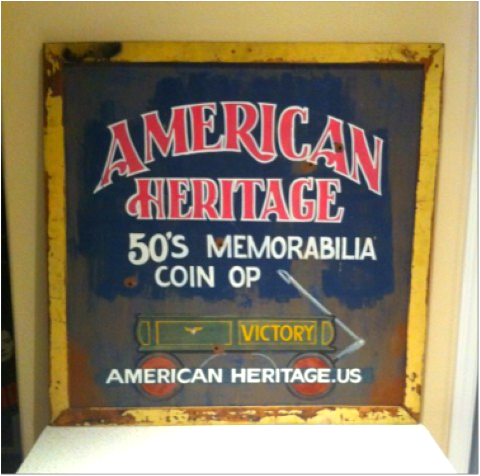 AMERICAN
HERITAGE
50'S MEMORABILIA
COIN OP
VICTORY
AMERICAN HERITAGE.US